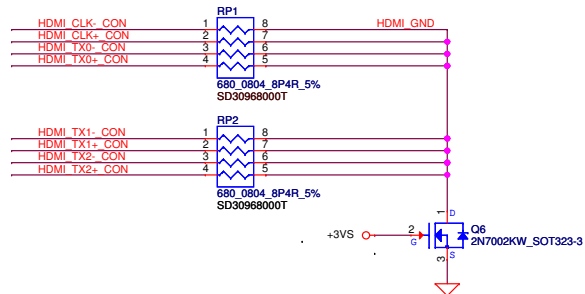 RP1
HDMI_CLK-_CON 1 8 HDMI_GND
HDMI_CLK+_CON 2 7
HDMI_TX0-_CON 3 6
HDMI_TX0+_CON 4 5
680_0804_8P4R_5%
SD30968000T
RP2
HDMI_TX1-_CON 1 8
HDMI_TX1+_CON 2 7
HDMI_TX2-_CON 3 6
HDMI_TX2+_CON 4 5
680_0804_8P4R_5%
SD30968000T
1 D
Q6
+3VS 2 G
2N7002KW_SOT323-3
3 S